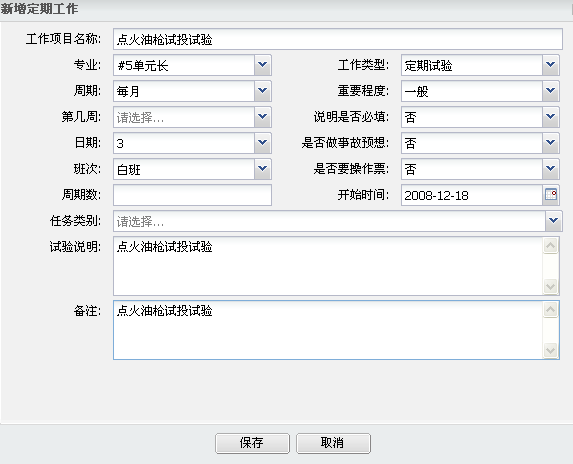 新增定期工作
工作项目名称: 点火油枪试投试验
专业: #5单元长 工作类型: 定期试验
周期: 每月 重要程度: 一般
第几周: 请选择... 说明是否必填: 否
日期: 3 是否做事故预想: 否
班次: 白班 是否要操作票: 否
周期数: 开始时间: 2008-12-18
任务类别: 请选择...
试验说明: 点火油枪试投试验
备注: 点火油枪试投试验
保存 取消